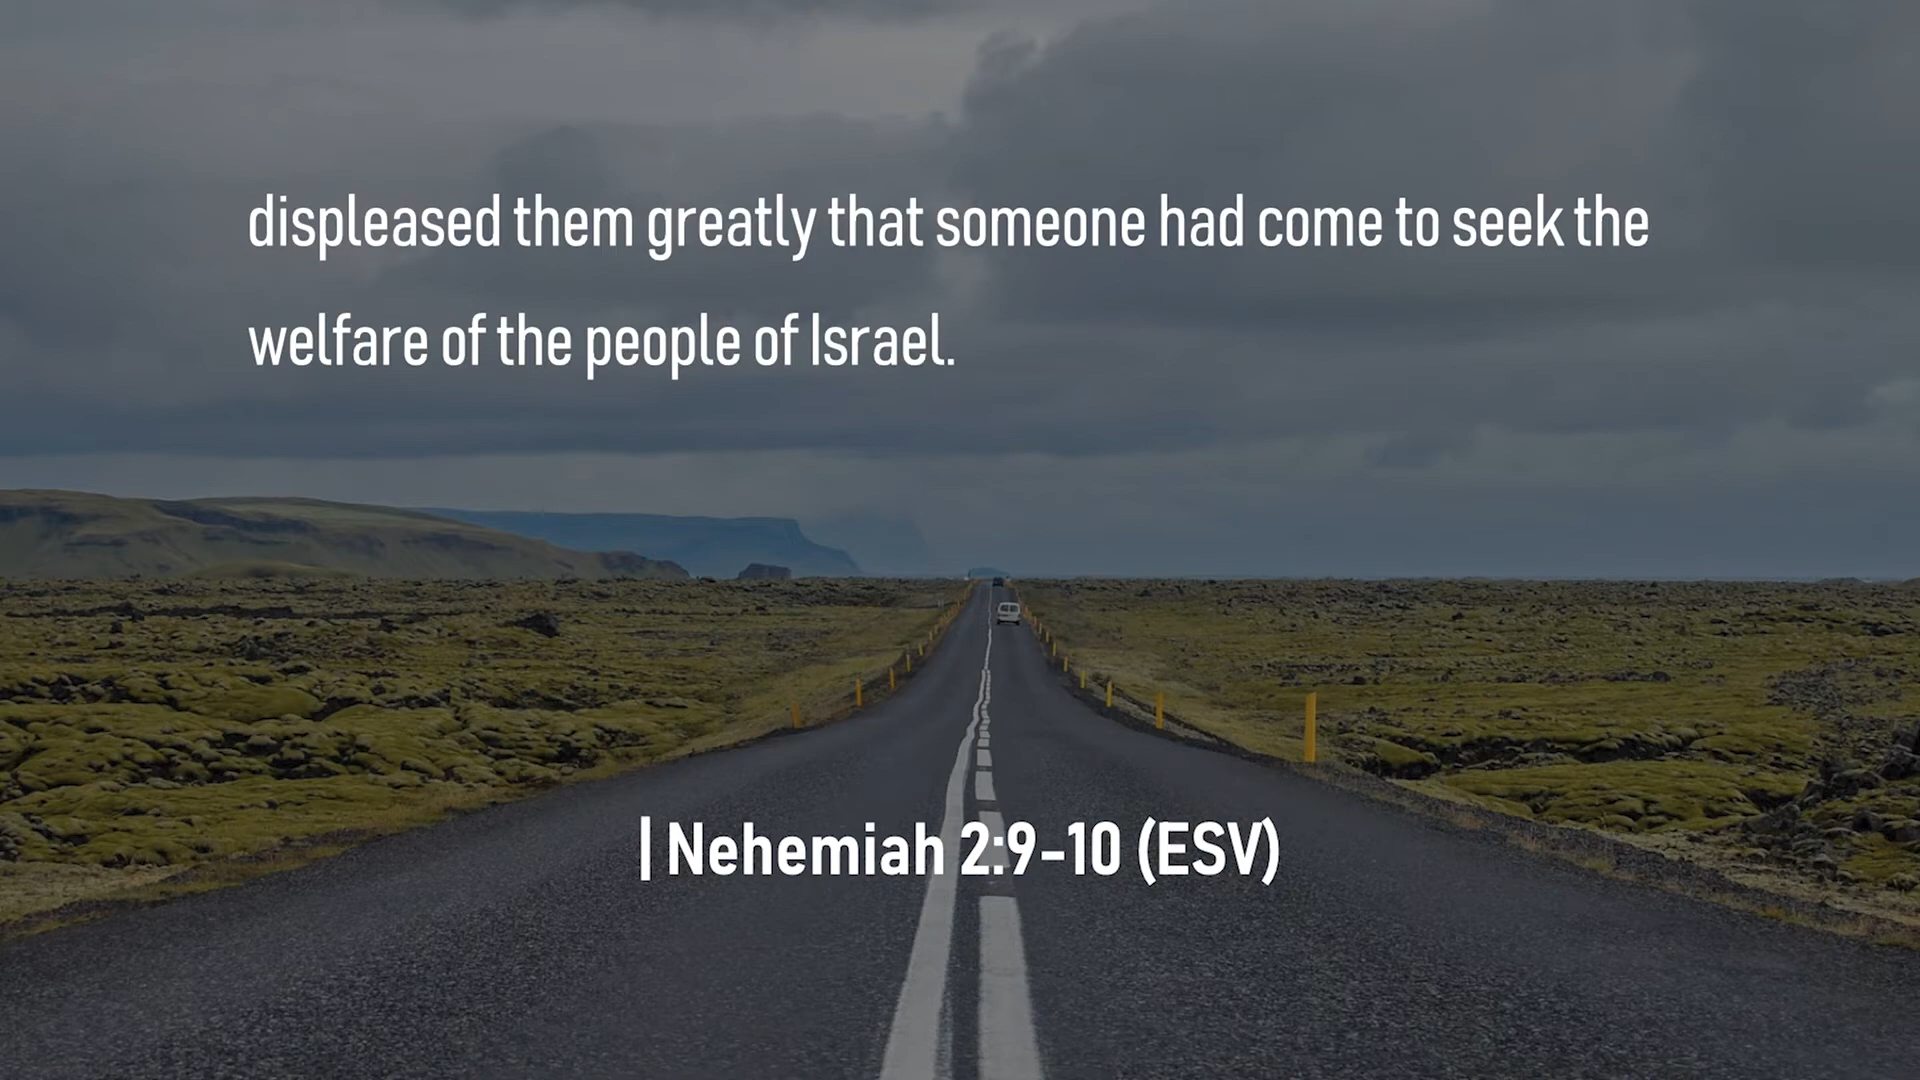 displeased them greatly that someone had come to seek the
welfare of the people of Israel.
| Nehemiah 2:9-10 (ESV)